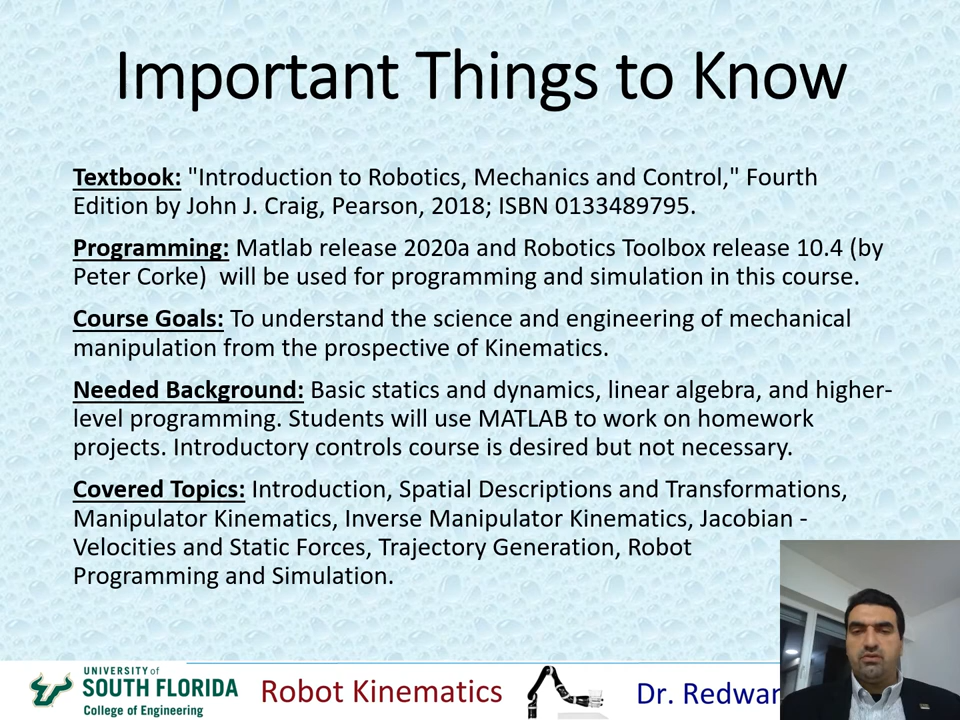 Important Things to Know
Textbook: "Introduction to Robotics, Mechanics and Control," Fourth
Edition by John J. Craig, Pearson, 2018; ISBN 0133489795.
Programming: Matlab release 2020a and Robotics Toolbox release 10.4 (by
Peter Corke) will be used for programming and simulation in this course.
Course Goals: To understand the science and engineering of mechanical
manipulation from the prospective of Kinematics.
Needed Background: Basic statics and dynamics, linear algebra, and higher-
level programming. Students will use MATLAB to work on homework
projects. Introductory controls course is desired but not necessary.
Covered Topics: Introduction, Spatial Descriptions and Transformations,
Manipulator Kinematics, Inverse Manipulator Kinematics, Jacobian -
Velocities and Static Forces, Trajectory Generation, Robot
Programming and Simulation.
UNIVERSITY of
SOUTH FLORIDA
College of Engineering
Robot Kinematics
Dr. Redwan